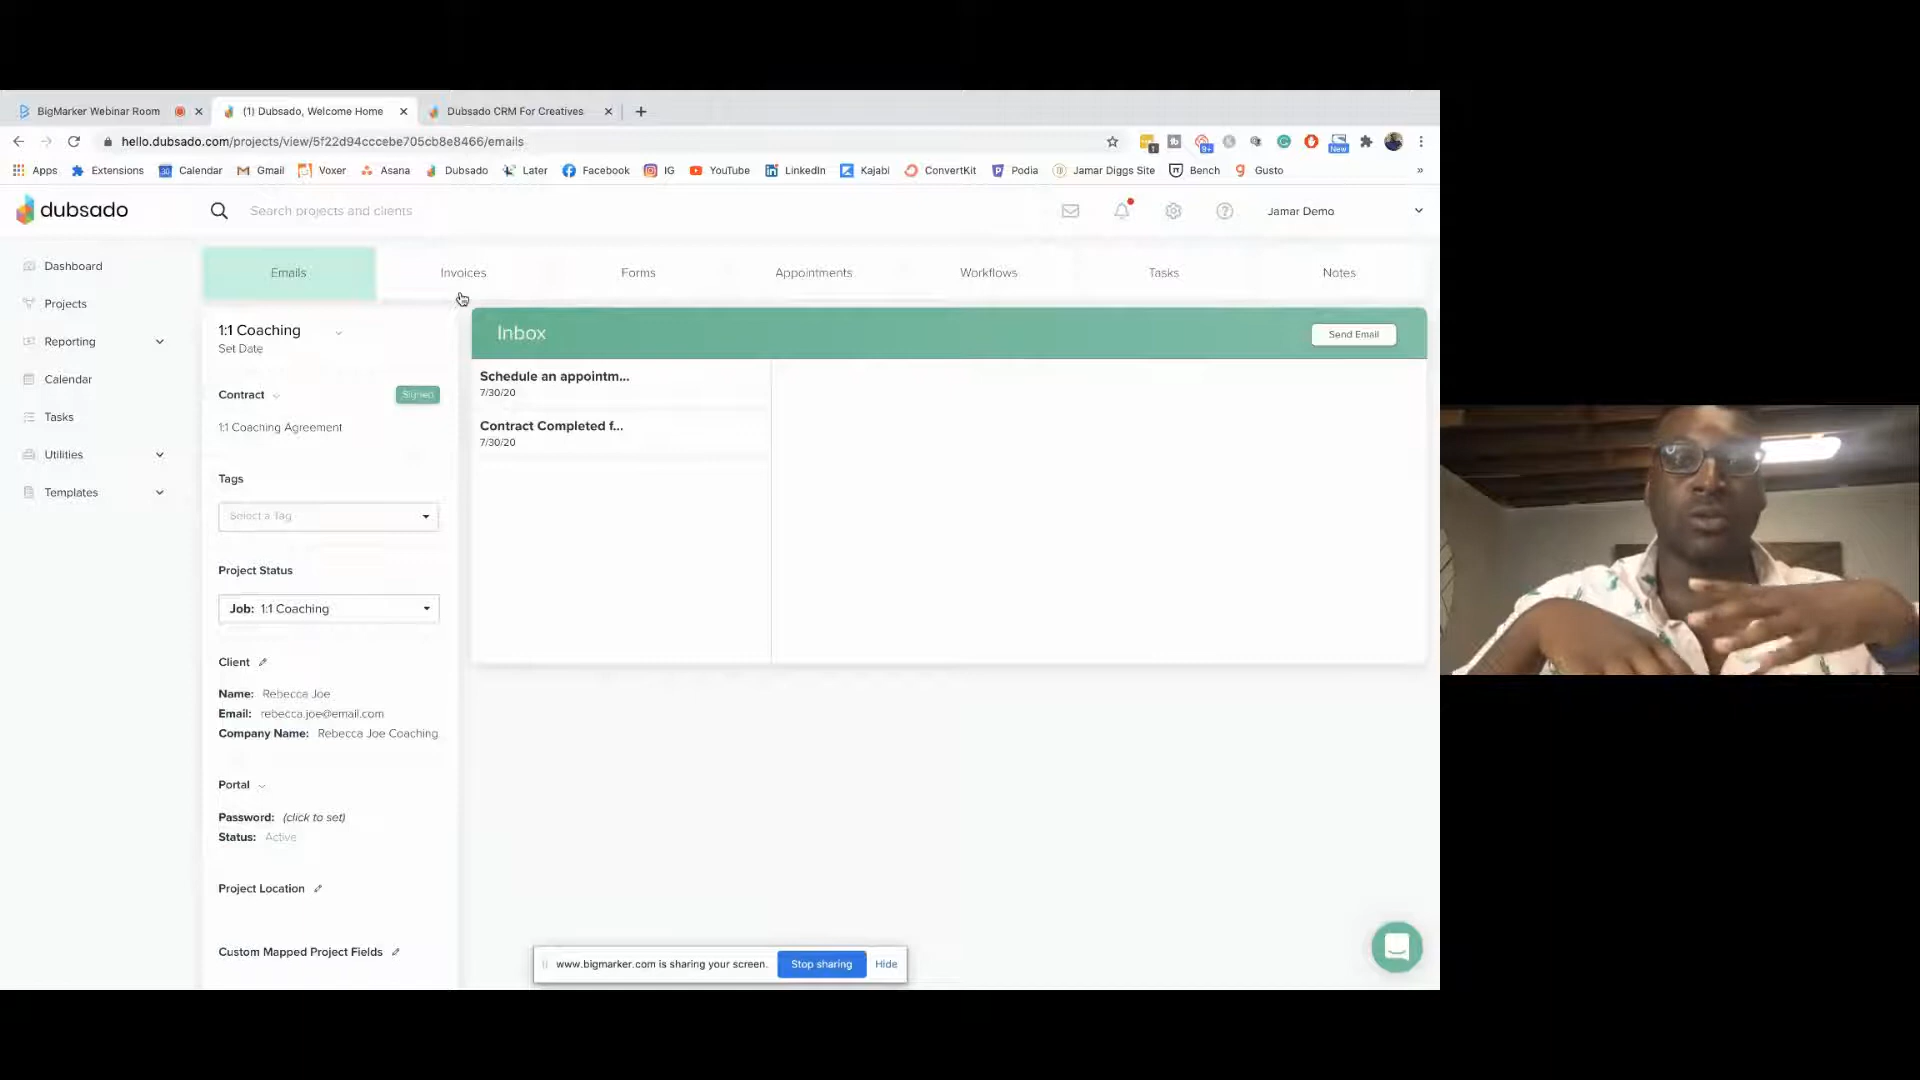 BigMarker Webinar Room
(1) Dubsado, Welcome Home
Dubsado CRM For Creatives
hello.dubsado.com/projects/view/5f22d94cccebe705cb8e8466/emails
1
9+
New
Apps
Extensions
Calendar
Gmail
Voxer
Asana
Dubsado
Later
Facebook
IG
YouTube
LinkedIn
Kajabi
ConvertKit
Podia
Jamar Diggs Site
Bench
Gusto
»
dubsado
Search projects and clients
Jamar Demo
Dashboard
Projects
Reporting
Calendar
Tasks
Utilities
Templates
Emails
Invoices
Forms
Appointments
Workflows
Tasks
Notes
1:1 Coaching
Set Date
Contract
Signed
1:1 Coaching Agreement
Tags
Select a Tag
Project Status
Job: 1:1 Coaching
Client
Name: Rebecca Joe
Email: rebecca.joe@email.com
Company Name: Rebecca Joe Coaching
Portal
Password: (click to set)
Status: Active
Project Location
Custom Mapped Project Fields
Inbox
Send Email
Schedule an appointm...
7/30/20
Contract Completed f...
7/30/20
www.bigmarker.com is sharing your screen.
Stop sharing
Hide